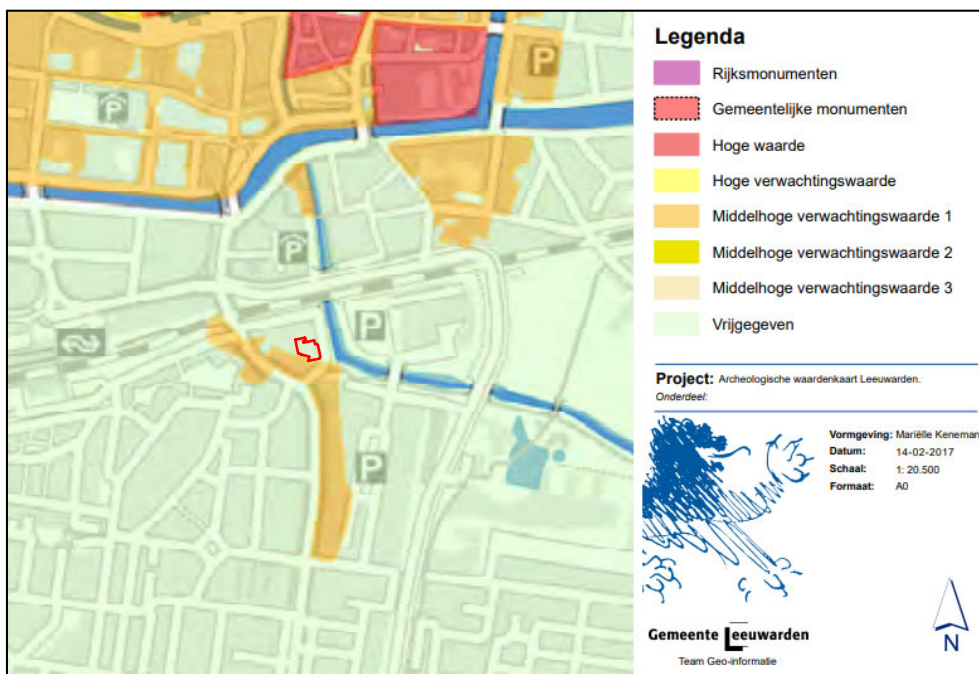 P
P
P
P
P
Legenda
Rijksmonumenten
Gemeentelijke monumenten
Hoge waarde
Hoge verwachtingswaarde
Middelhoge verwachtingswaarde 1
Middelhoge verwachtingswaarde 2
Middelhoge verwachtingswaarde 3
Vrijgegeven
Project: Archeologische waardenkaart Leeuwarden.
Onderdeel:
Vormgeving: Mariëlle Keneman
Datum: 14-02-2017
Schaal: 1: 20.500
Formaat: A0
Gemeente Leeuwarden
Team Geo-informatie
N